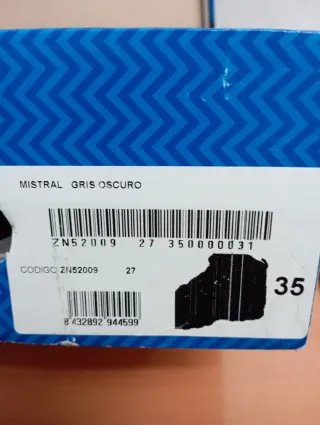 MISTRAL GRIS OSCURO
ZN52009 27 350000031
CODIGO ZN52009 27
35
8 432892 944599